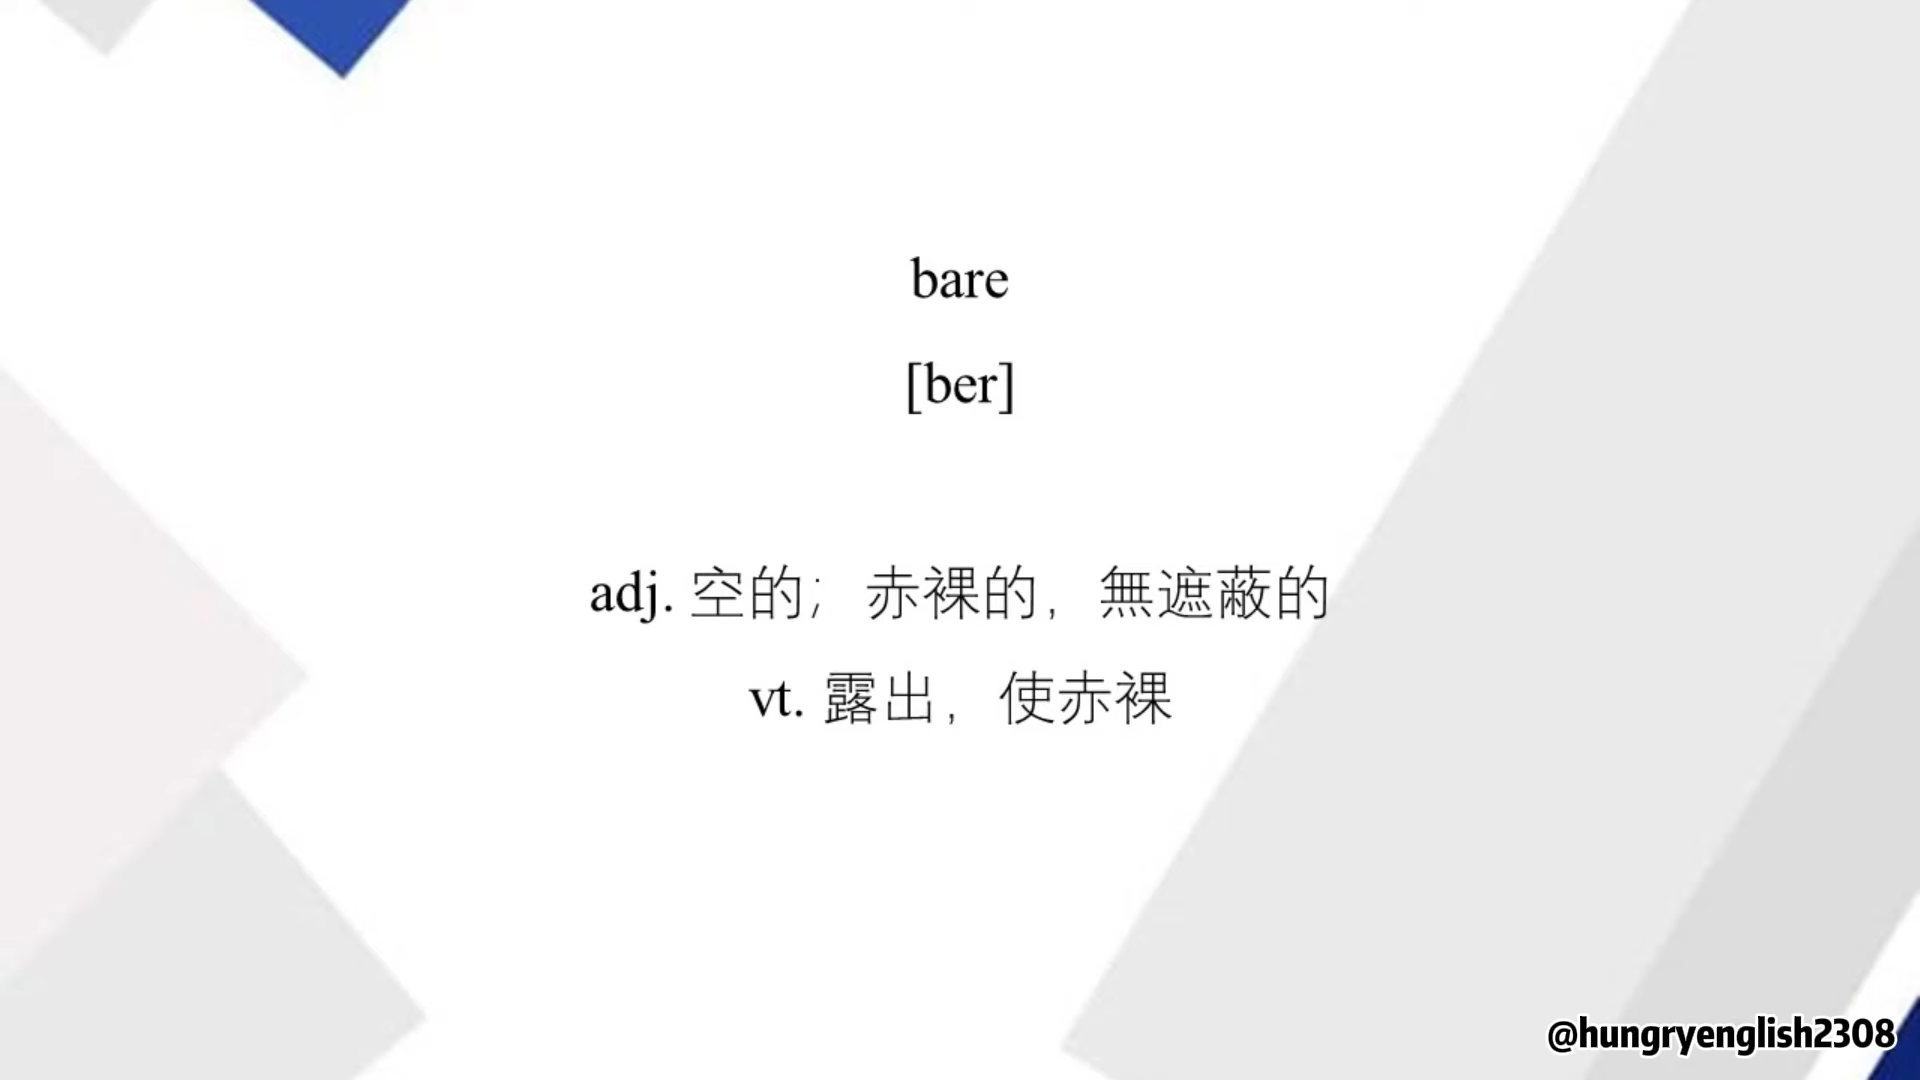 bare
[ber]
adj. 空的；赤裸的，無遮蔽的
vt. 露出，使赤裸
@hungryenglish2308